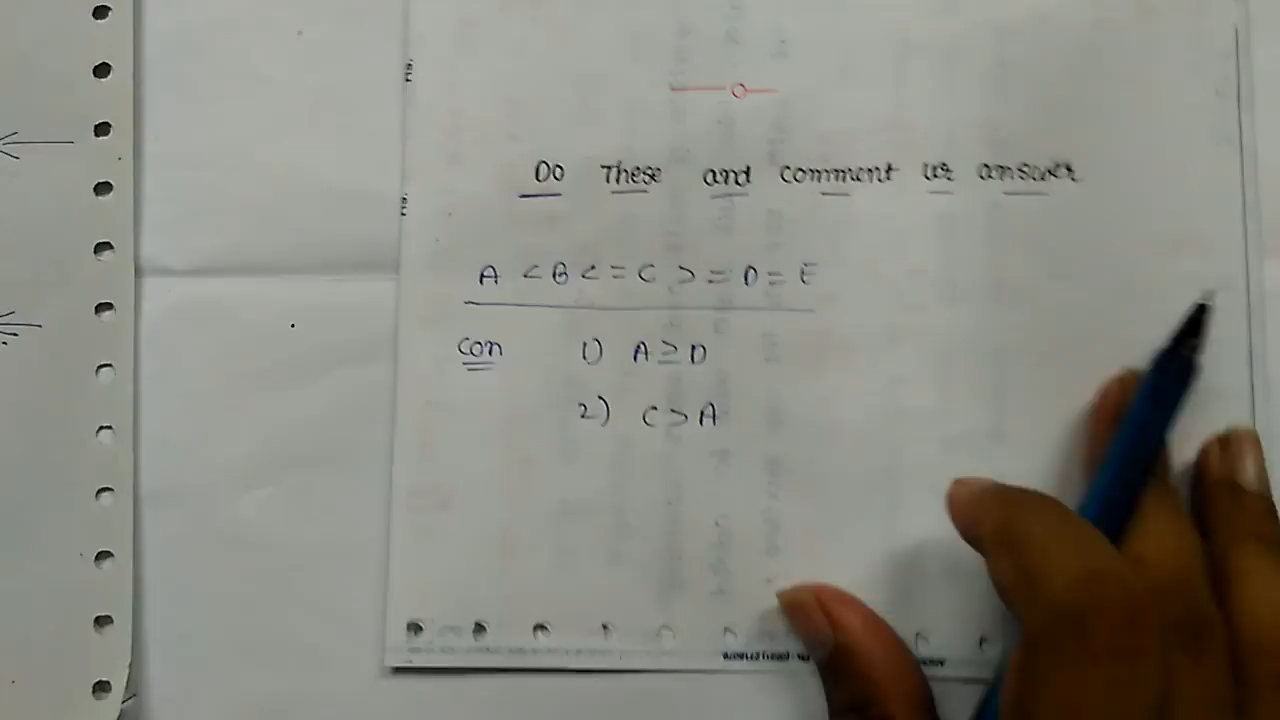 Do These and comment ur answer
A < B < = C > = D = E
Con 1) A ≥ D
2) C > A